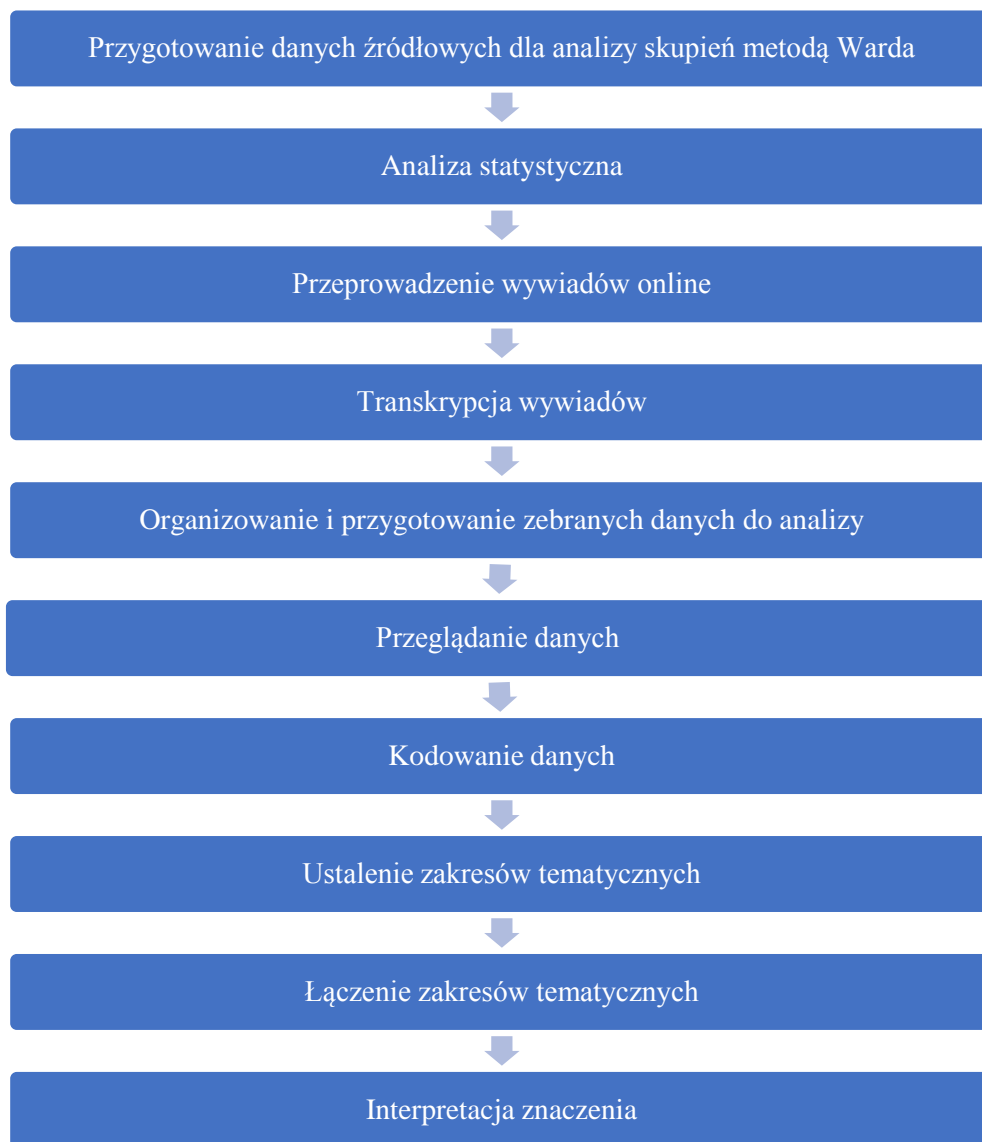 Przygotowanie danych źródłowych dla analizy skupień metodą Warda
Analiza statystyczna
Przeprowadzenie wywiadów online
Transkrypcja wywiadów
Organizowanie i przygotowanie zebranych danych do analizy
Przeglądanie danych
Kodowanie danych
Ustalenie zakresów tematycznych
Łączenie zakresów tematycznych
Interpretacja znaczenia